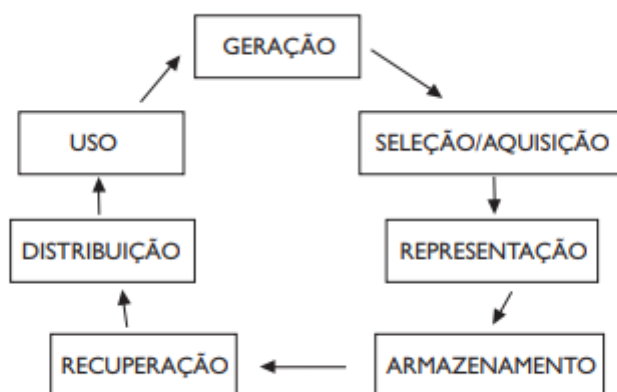 GERAÇÃO
SELEÇÃO/AQUISIÇÃO
REPRESENTAÇÃO
ARMAZENAMENTO
RECUPERAÇÃO
DISTRIBUIÇÃO
USO